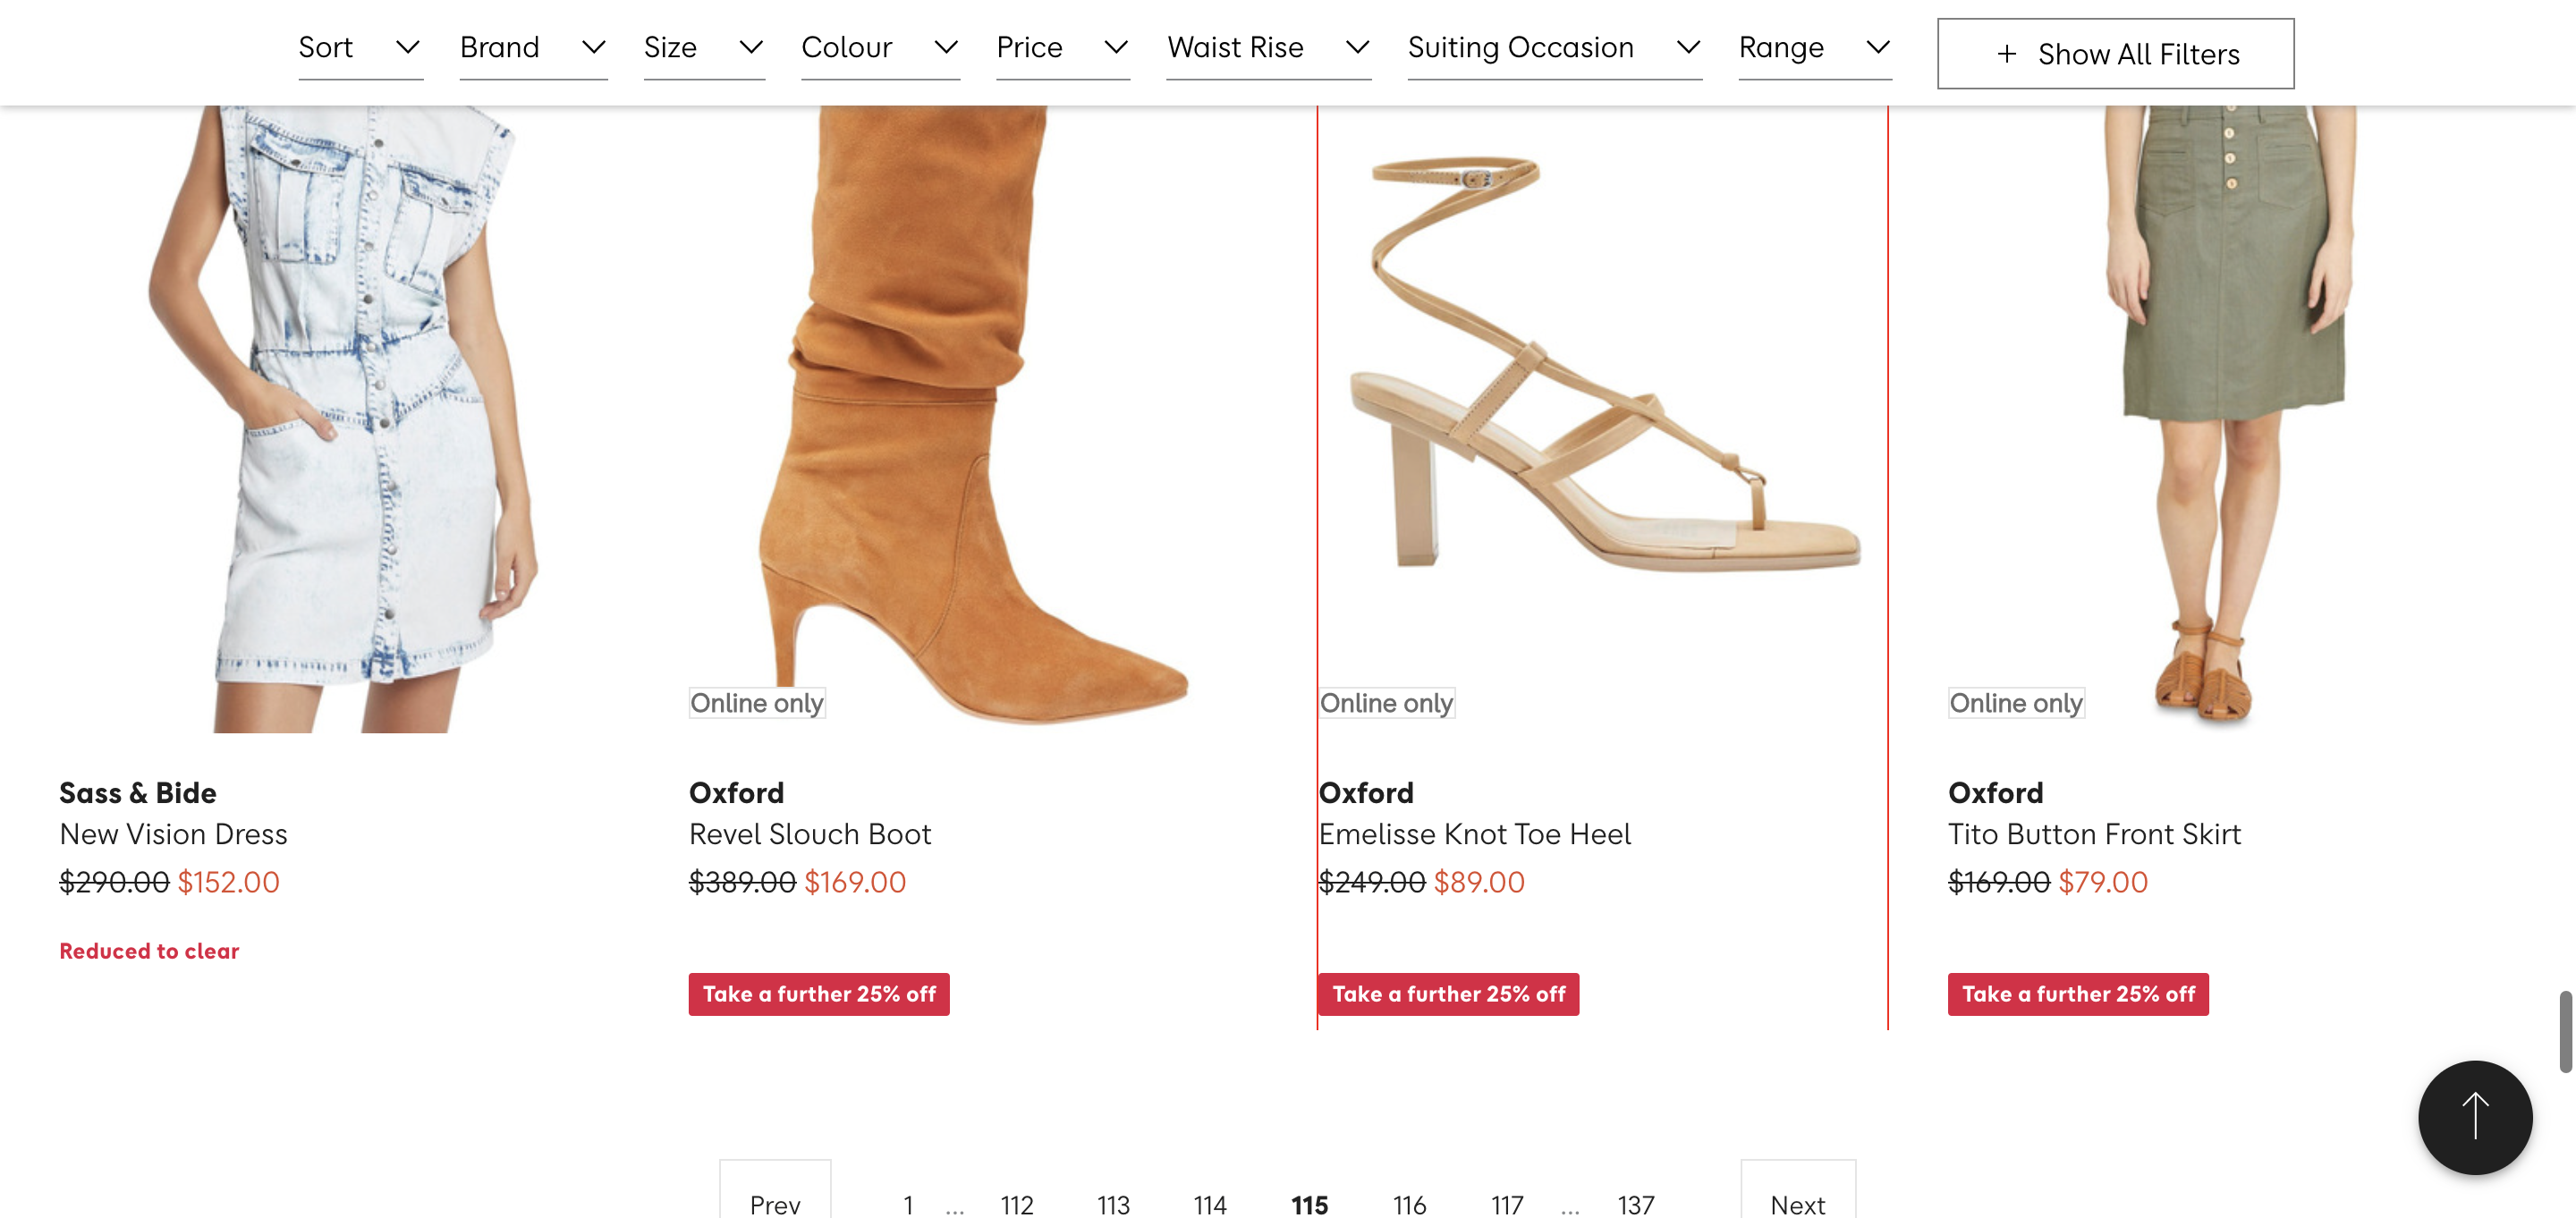 Sort Brand Size Colour Price Waist Rise Suiting Occasion Range + Show All Filters
Online only Online only Online only
Sass & Bide Oxford Oxford Oxford
New Vision Dress Revel Slouch Boot Emelisse Knot Toe Heel Tito Button Front Skirt
$290.00 $152.00 $389.00 $169.00 $249.00 $89.00 $169.00 $79.00
Reduced to clear
Take a further 25% off Take a further 25% off Take a further 25% off
Prev 1 ... 112 113 114 115 116 117 ... 137 Next